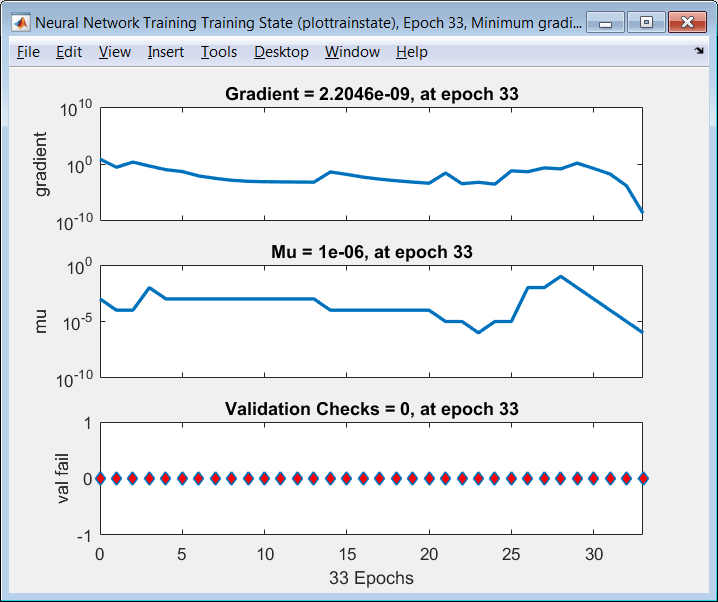 Neural Network Training Training State (plottrainstate), Epoch 33, Minimum gradi...
File Edit View Insert Tools Desktop Window Help
Gradient = 2.2046e-09, at epoch 33
10^10
10^0
10^-10
gradient
Mu = 1e-06, at epoch 33
10^0
10^-5
10^-10
mu
Validation Checks = 0, at epoch 33
1
0
-1
val fail
0 5 10 15 20 25 30
33 Epochs